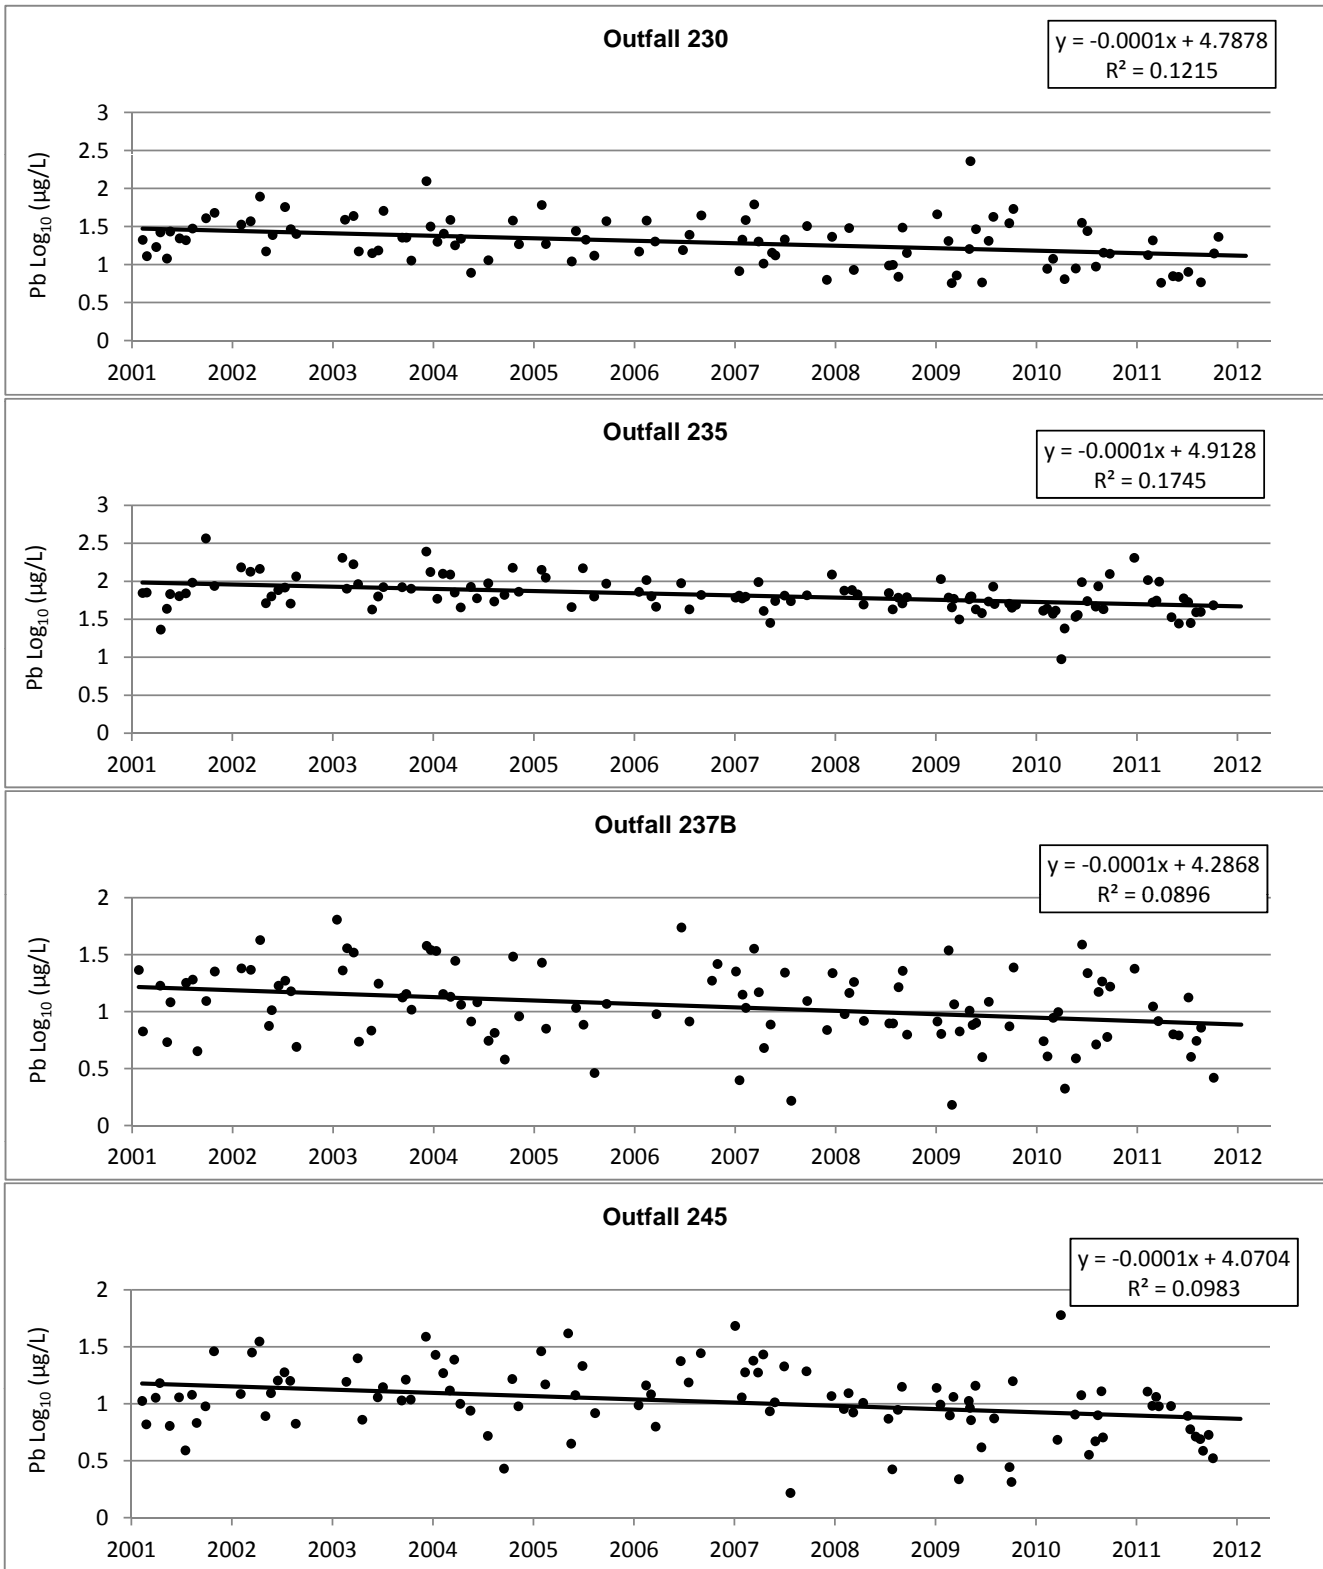 Outfall 230
y = -0.0001x + 4.7878
R² = 0.1215
Pb Log₁₀ (µg/L)
3
2.5
2
1.5
1
0.5
0
2001 2002 2003 2004 2005 2006 2007 2008 2009 2010 2011 2012
Outfall 235
y = -0.0001x + 4.9128
R² = 0.1745
Pb Log₁₀ (µg/L)
3
2.5
2
1.5
1
0.5
0
2001 2002 2003 2004 2005 2006 2007 2008 2009 2010 2011 2012
Outfall 237B
y = -0.0001x + 4.2868
R² = 0.0896
Pb Log₁₀ (µg/L)
2
1.5
1
0.5
0
2001 2002 2003 2004 2005 2006 2007 2008 2009 2010 2011 2012
Outfall 245
y = -0.0001x + 4.0704
R² = 0.0983
Pb Log₁₀ (µg/L)
2
1.5
1
0.5
0
2001 2002 2003 2004 2005 2006 2007 2008 2009 2010 2011 2012